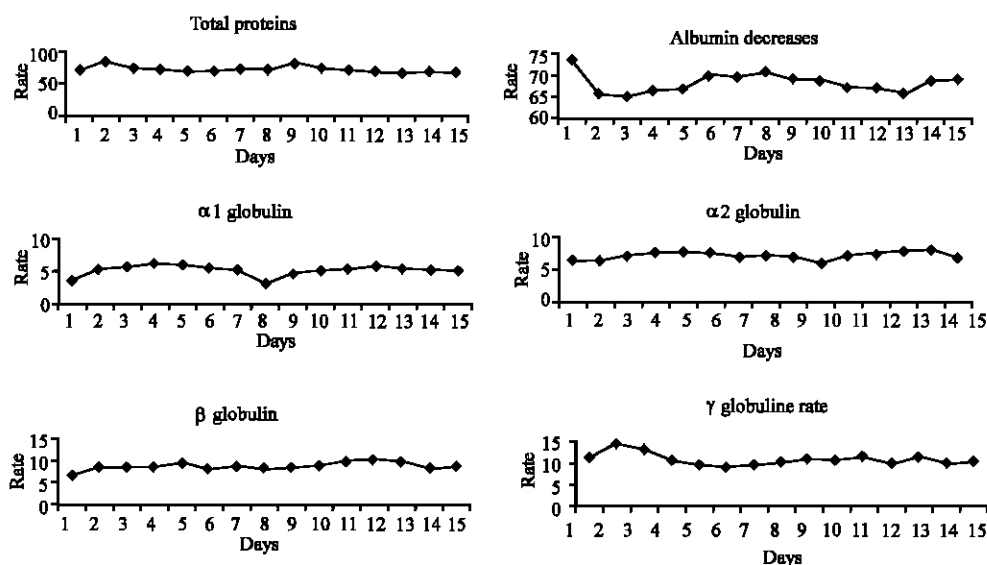 Total proteins
Rate
100
50
0
1 2 3 4 5 6 7 8 9 10 11 12 13 14 15
Days
Albumin decreases
Rate
75
70
65
60
1 2 3 4 5 6 7 8 9 10 11 12 13 14 15
Days
α1 globulin
Rate
10
5
0
1 2 3 4 5 6 7 8 9 10 11 12 13 14 15
Days
α2 globulin
Rate
10
5
0
1 2 3 4 5 6 7 8 9 10 11 12 13 14 15
Days
β globulin
Rate
15
10
5
0
1 2 3 4 5 6 7 8 9 10 11 12 13 14 15
Days
γ globuline rate
Rate
15
10
5
0
1 2 3 4 5 6 7 8 9 10 11 12 13 14 15
Days